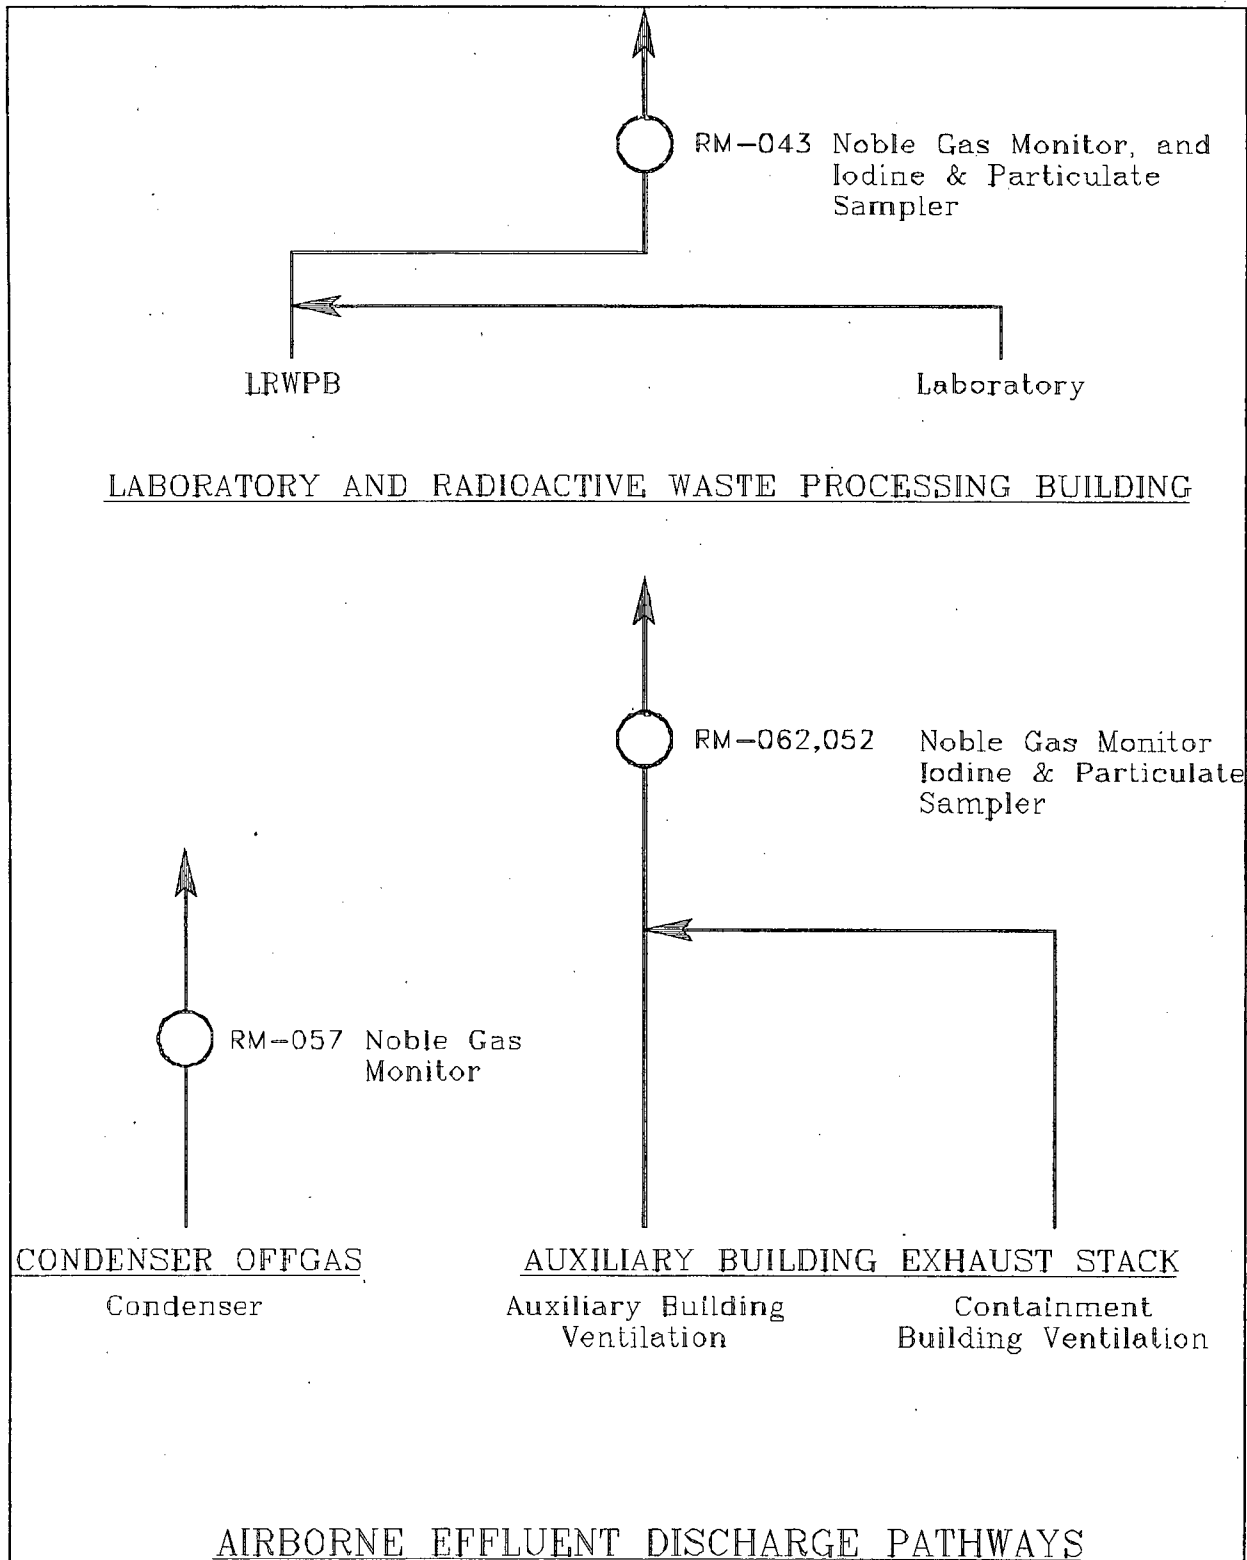 RM-043 Noble Gas Monitor, and
Iodine & Particulate
Sampler
LRWPB
Laboratory
LABORATORY AND RADIOACTIVE WASTE PROCESSING BUILDING
RM-062,052 Noble Gas Monitor
Iodine & Particulate
Sampler
RM-057 Noble Gas
Monitor
CONDENSER OFFGAS
Condenser
AUXILIARY BUILDING EXHAUST STACK
Auxiliary Building
Ventilation
Containment
Building Ventilation
AIRBORNE EFFLUENT DISCHARGE PATHWAYS